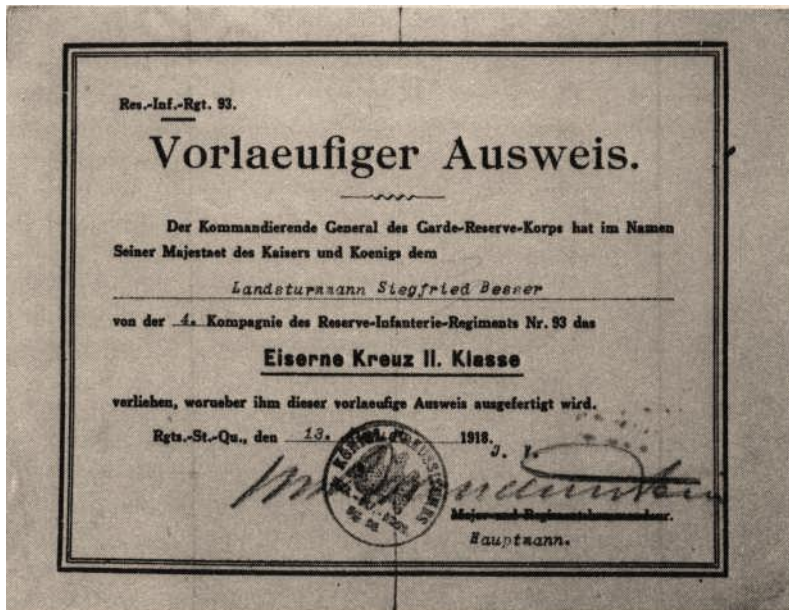 Res.-Inf.-Rgt. 93.
Vorlaeufiger Ausweis.
Der Kommandierende General des Garde-Reserve-Korps hat im Namen
Seiner Majestaet des Kaisers und Koenigs dem
Landsturmmann Siegfried Besser
von der 4. Kompagnie des Reserve-Infanterie-Regiments Nr. 93 das
Eiserne Kreuz II. Klasse
verliehen, worueber ihm dieser vorlaeufige Ausweis ausgefertigt wird.
Rgts.-St.-Qu., den 13. 1918.
J. V.
Major und Regimentskommandeur.
Hauptmann.